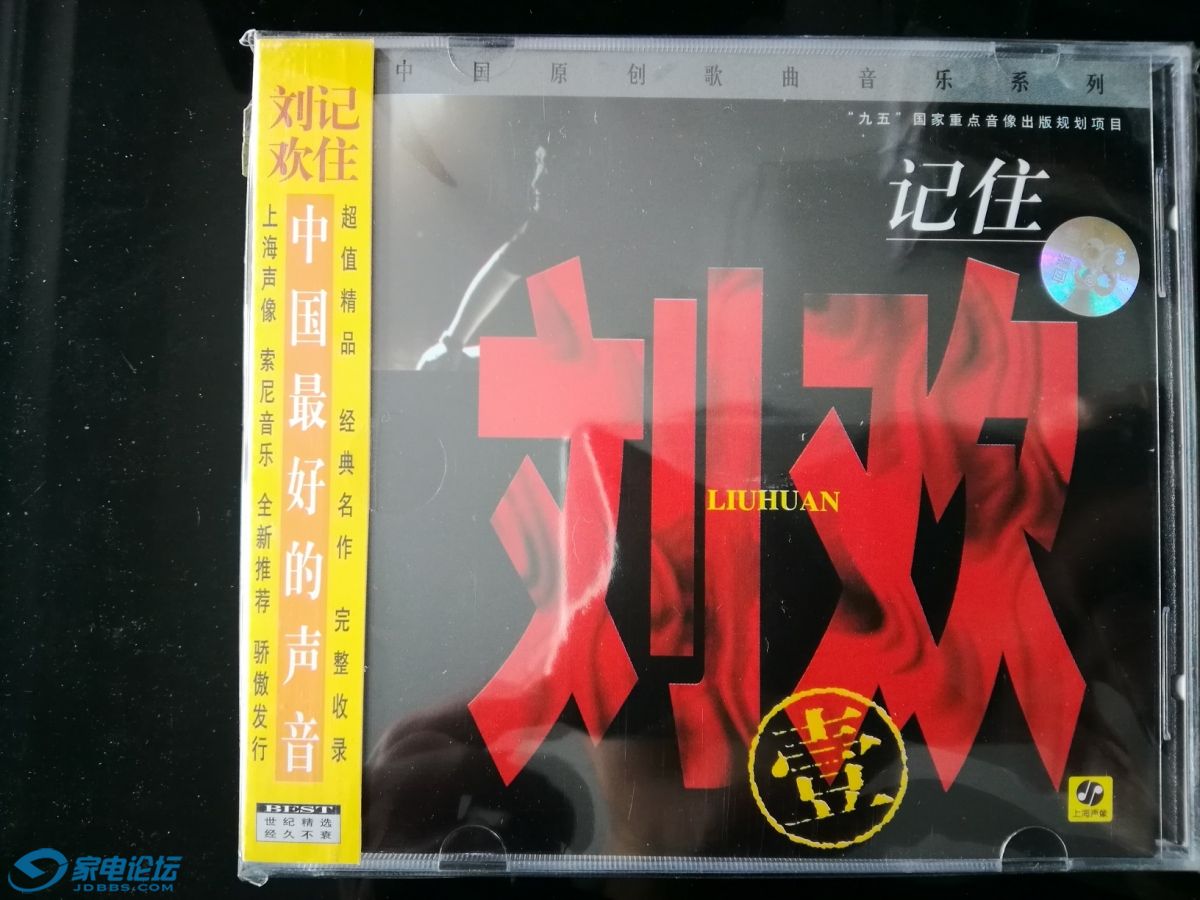 记住
刘欢
中国最好的声音
超值精品 经典名作 完整收录
上海声像 索尼音乐 全新推荐 骄傲发行
BEST
世纪精选
经久不衰
中国原创歌曲音乐系列
“九五”国家重点音像出版规划项目
记住
刘欢
LIUHUAN
壹
上海声像
家电论坛
JDBBS.COM